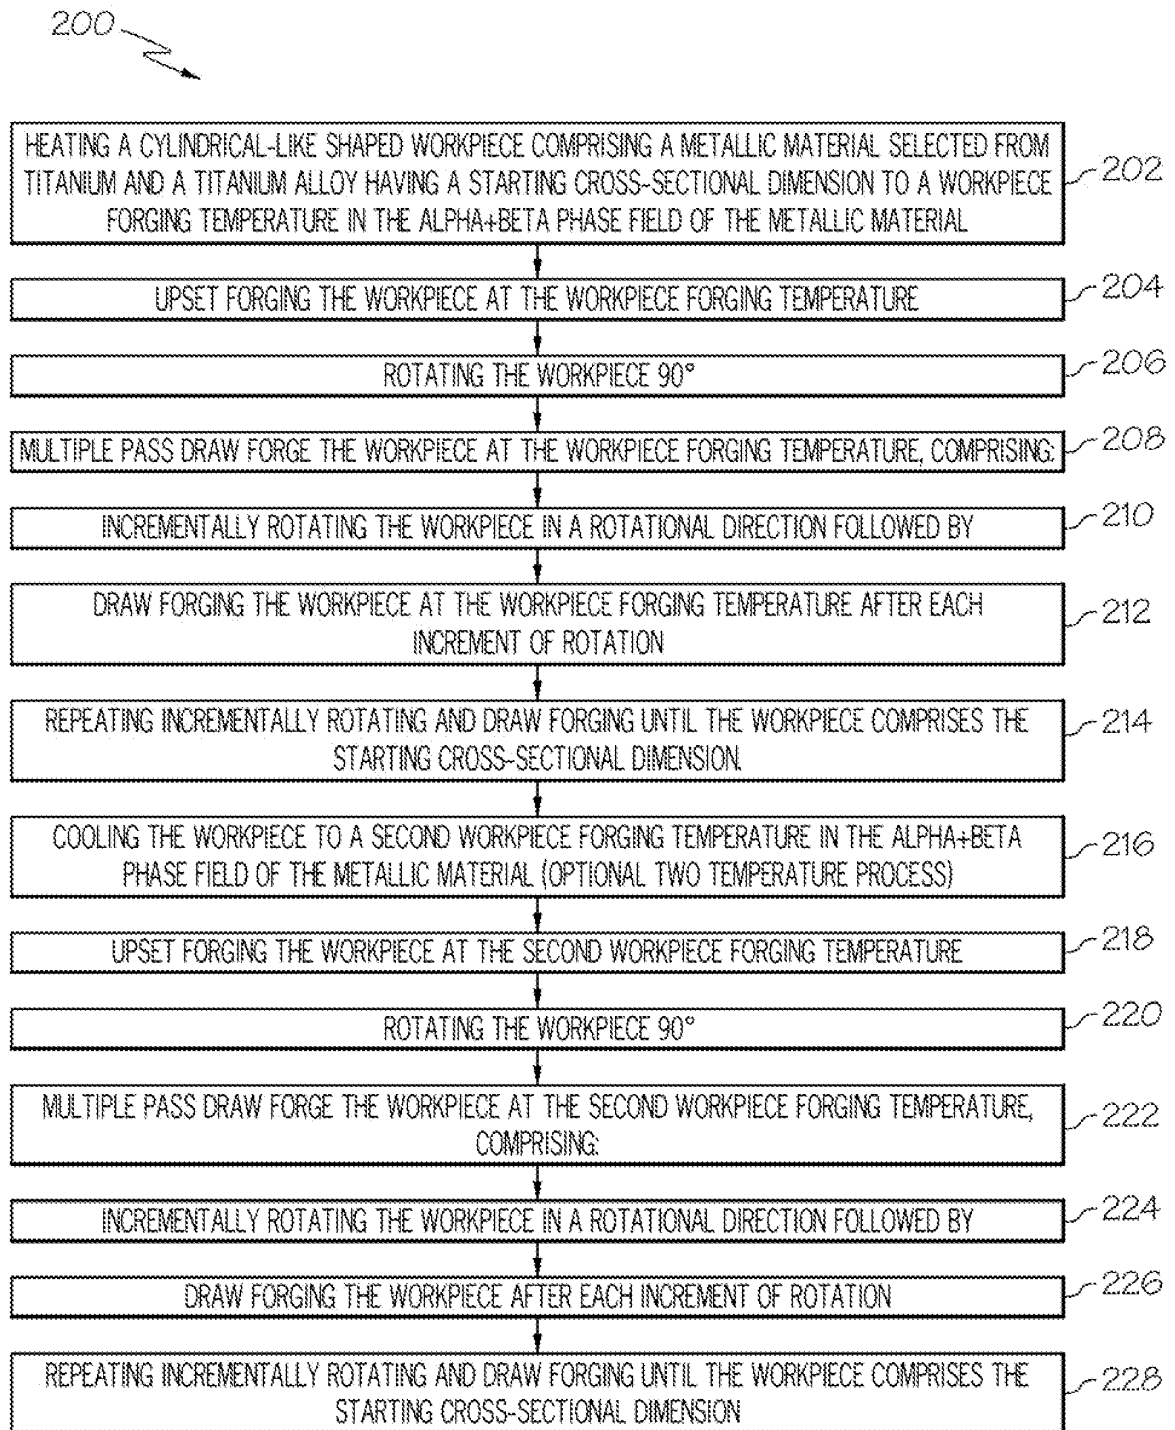 200
HEATING A CYLINDRICAL-LIKE SHAPED WORKPIECE COMPRISING A METALLIC MATERIAL SELECTED FROM
TITANIUM AND A TITANIUM ALLOY HAVING A STARTING CROSS-SECTIONAL DIMENSION TO A WORKPIECE
FORGING TEMPERATURE IN THE ALPHA+BETA PHASE FIELD OF THE METALLIC MATERIAL
202
UPSET FORGING THE WORKPIECE AT THE WORKPIECE FORGING TEMPERATURE
204
ROTATING THE WORKPIECE 90°
206
MULTIPLE PASS DRAW FORGE THE WORKPIECE AT THE WORKPIECE FORGING TEMPERATURE, COMPRISING:
208
INCREMENTALLY ROTATING THE WORKPIECE IN A ROTATIONAL DIRECTION FOLLOWED BY
210
DRAW FORGING THE WORKPIECE AT THE WORKPIECE FORGING TEMPERATURE AFTER EACH
INCREMENT OF ROTATION
212
REPEATING INCREMENTALLY ROTATING AND DRAW FORGING UNTIL THE WORKPIECE COMPRISES THE
STARTING CROSS-SECTIONAL DIMENSION.
214
COOLING THE WORKPIECE TO A SECOND WORKPIECE FORGING TEMPERATURE IN THE ALPHA+BETA
PHASE FIELD OF THE METALLIC MATERIAL (OPTIONAL TWO TEMPERATURE PROCESS)
216
UPSET FORGING THE WORKPIECE AT THE SECOND WORKPIECE FORGING TEMPERATURE
218
ROTATING THE WORKPIECE 90°
220
MULTIPLE PASS DRAW FORGE THE WORKPIECE AT THE SECOND WORKPIECE FORGING TEMPERATURE,
COMPRISING:
222
INCREMENTALLY ROTATING THE WORKPIECE IN A ROTATIONAL DIRECTION FOLLOWED BY
224
DRAW FORGING THE WORKPIECE AFTER EACH INCREMENT OF ROTATION
226
REPEATING INCREMENTALLY ROTATING AND DRAW FORGING UNTIL THE WORKPIECE COMPRISES THE
STARTING CROSS-SECTIONAL DIMENSION
228